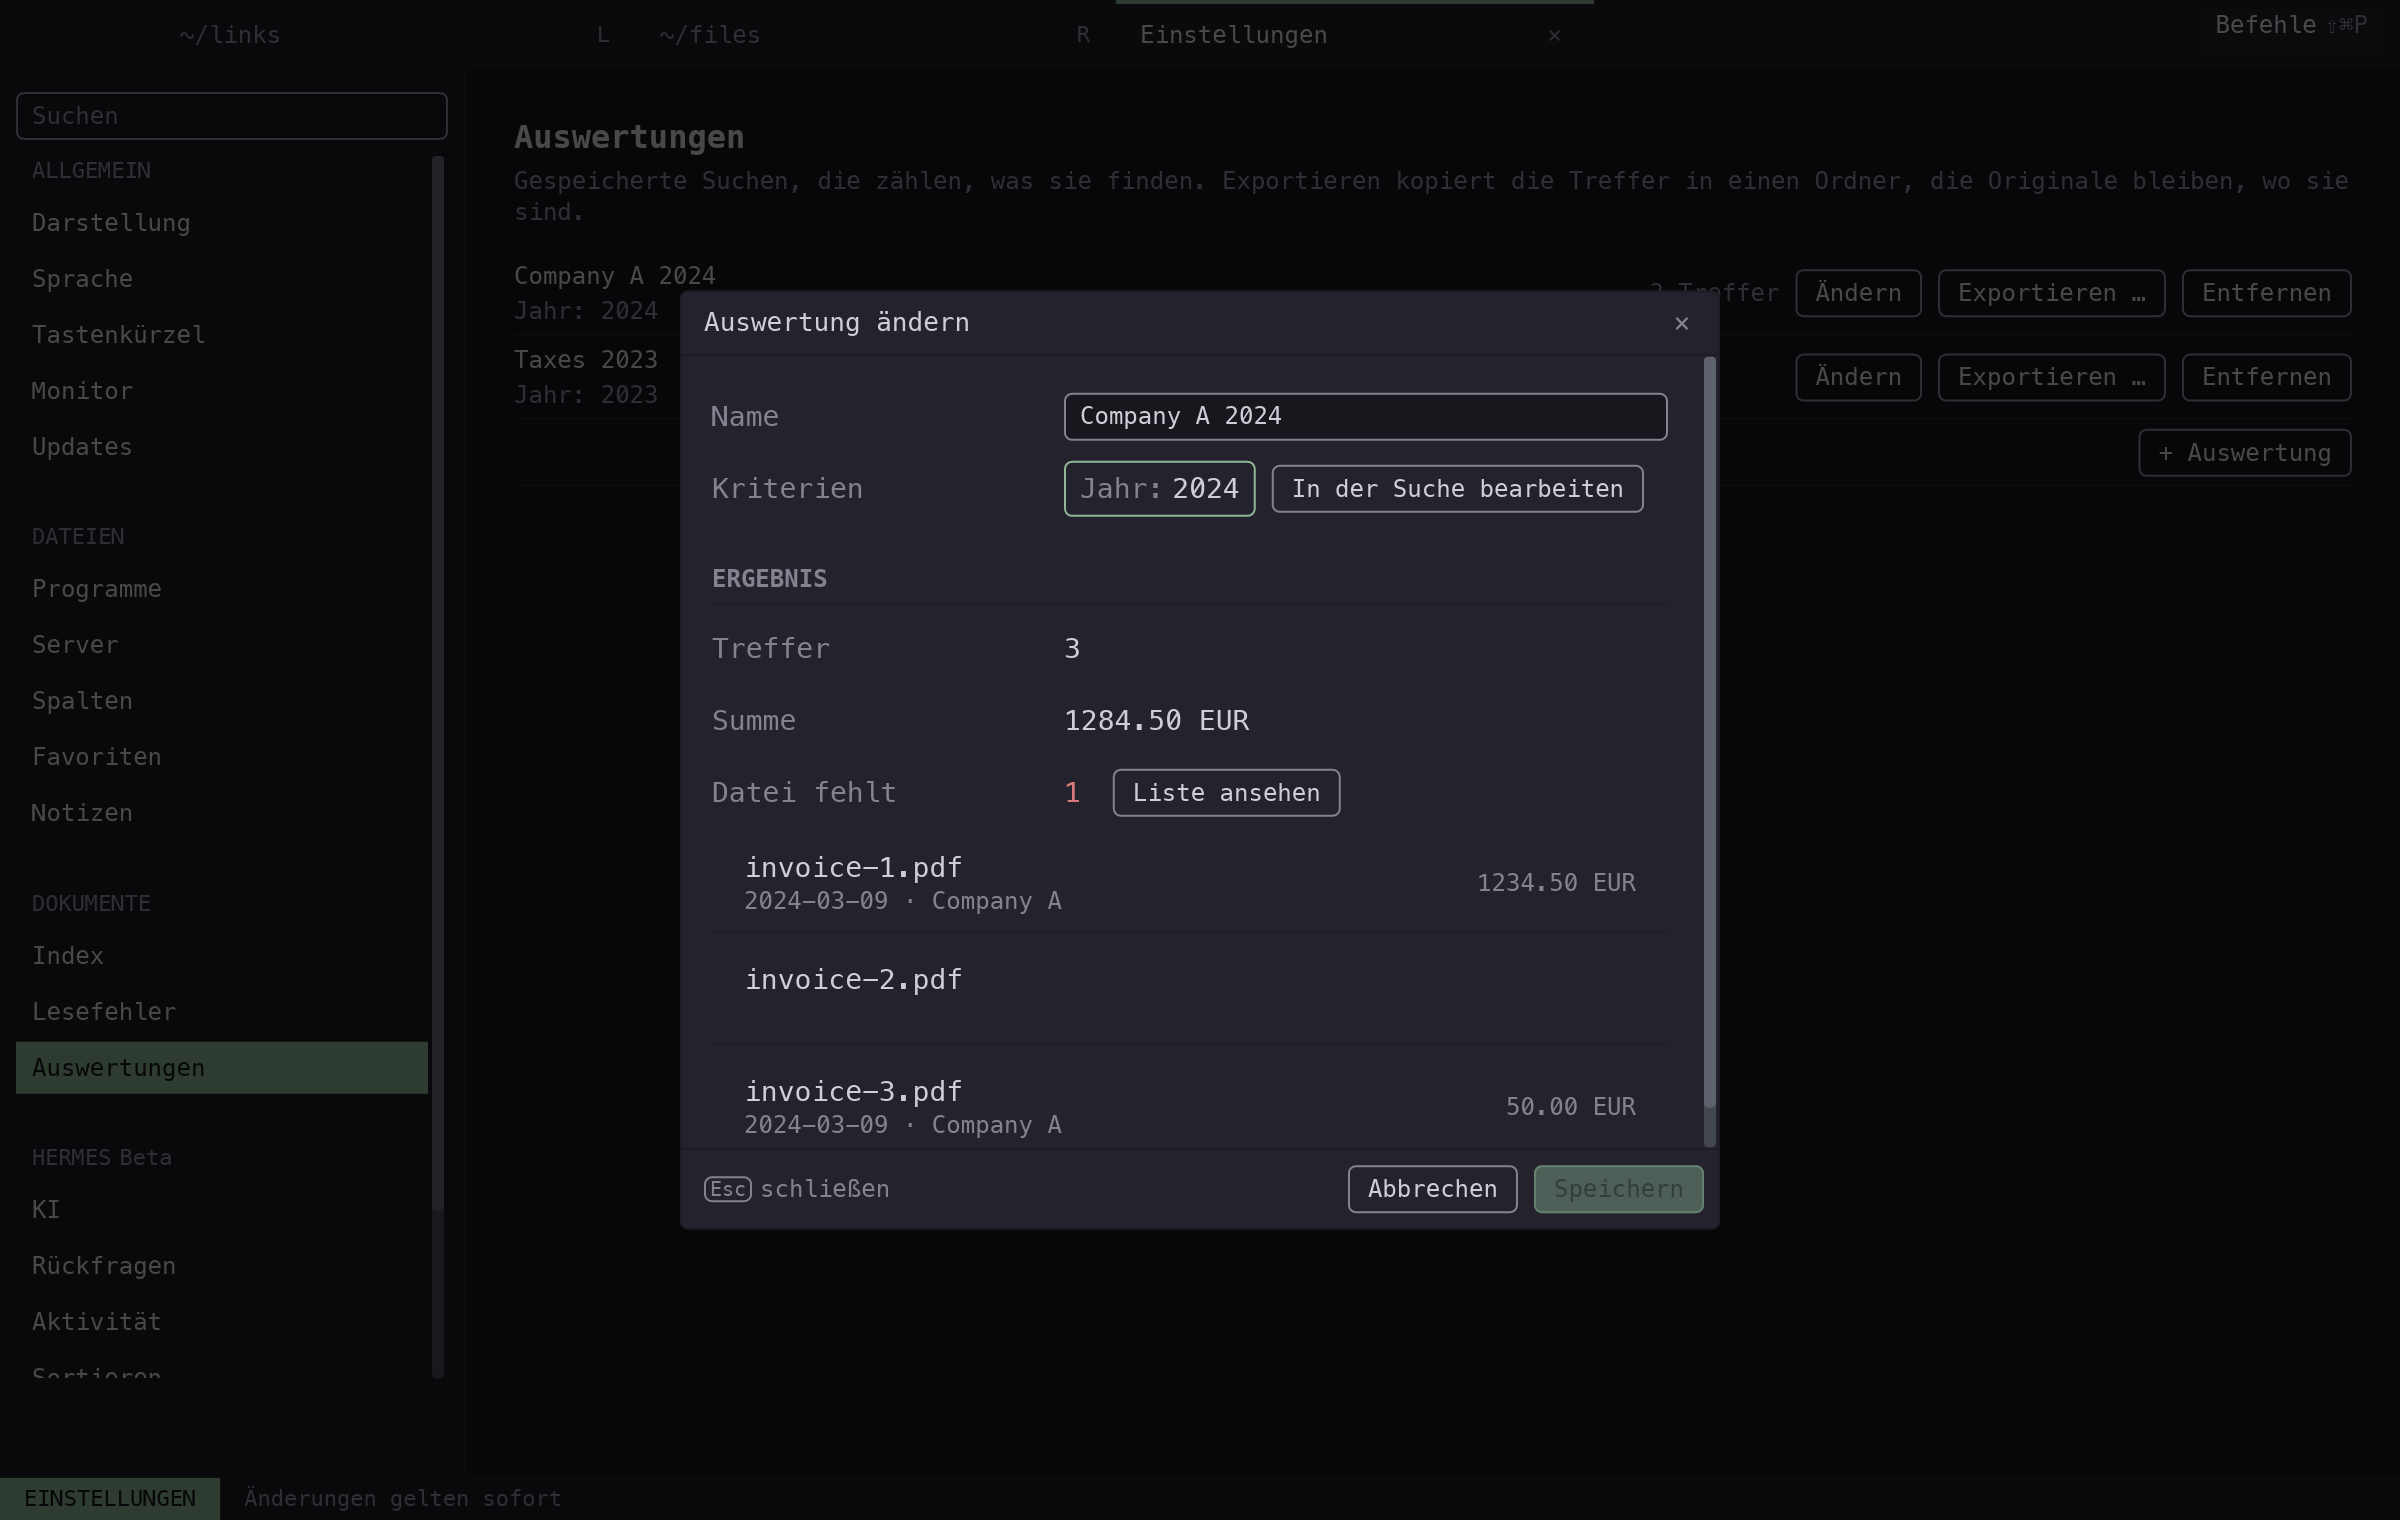 ~/links L ~/files R Einstellungen × Befehle ⇧⌘P
Suchen
ALLGEMEIN
Darstellung
Sprache
Tastenkürzel
Monitor
Updates
DATEIEN
Programme
Server
Spalten
Favoriten
Notizen
DOKUMENTE
Index
Lesefehler
Auswertungen
HERMES Beta
KI
Rückfragen
Aktivität
Sortieren
Auswertungen
Gespeicherte Suchen, die zählen, was sie finden. Exportieren kopiert die Treffer in einen Ordner, die Originale bleiben, wo sie
sind.
Company A 2024
Jahr: 2024
3 Treffer Ändern Exportieren … Entfernen
Taxes 2023
Jahr: 2023
Ändern Exportieren … Entfernen
+ Auswertung
Auswertung ändern ×
Name Company A 2024
Kriterien Jahr: 2024 In der Suche bearbeiten
ERGEBNIS
Treffer 3
Summe 1284.50 EUR
Datei fehlt 1 Liste ansehen
invoice-1.pdf
2024-03-09 · Company A 1234.50 EUR
invoice-2.pdf
invoice-3.pdf
2024-03-09 · Company A 50.00 EUR
Esc schließen Abbrechen Speichern
EINSTELLUNGEN Änderungen gelten sofort